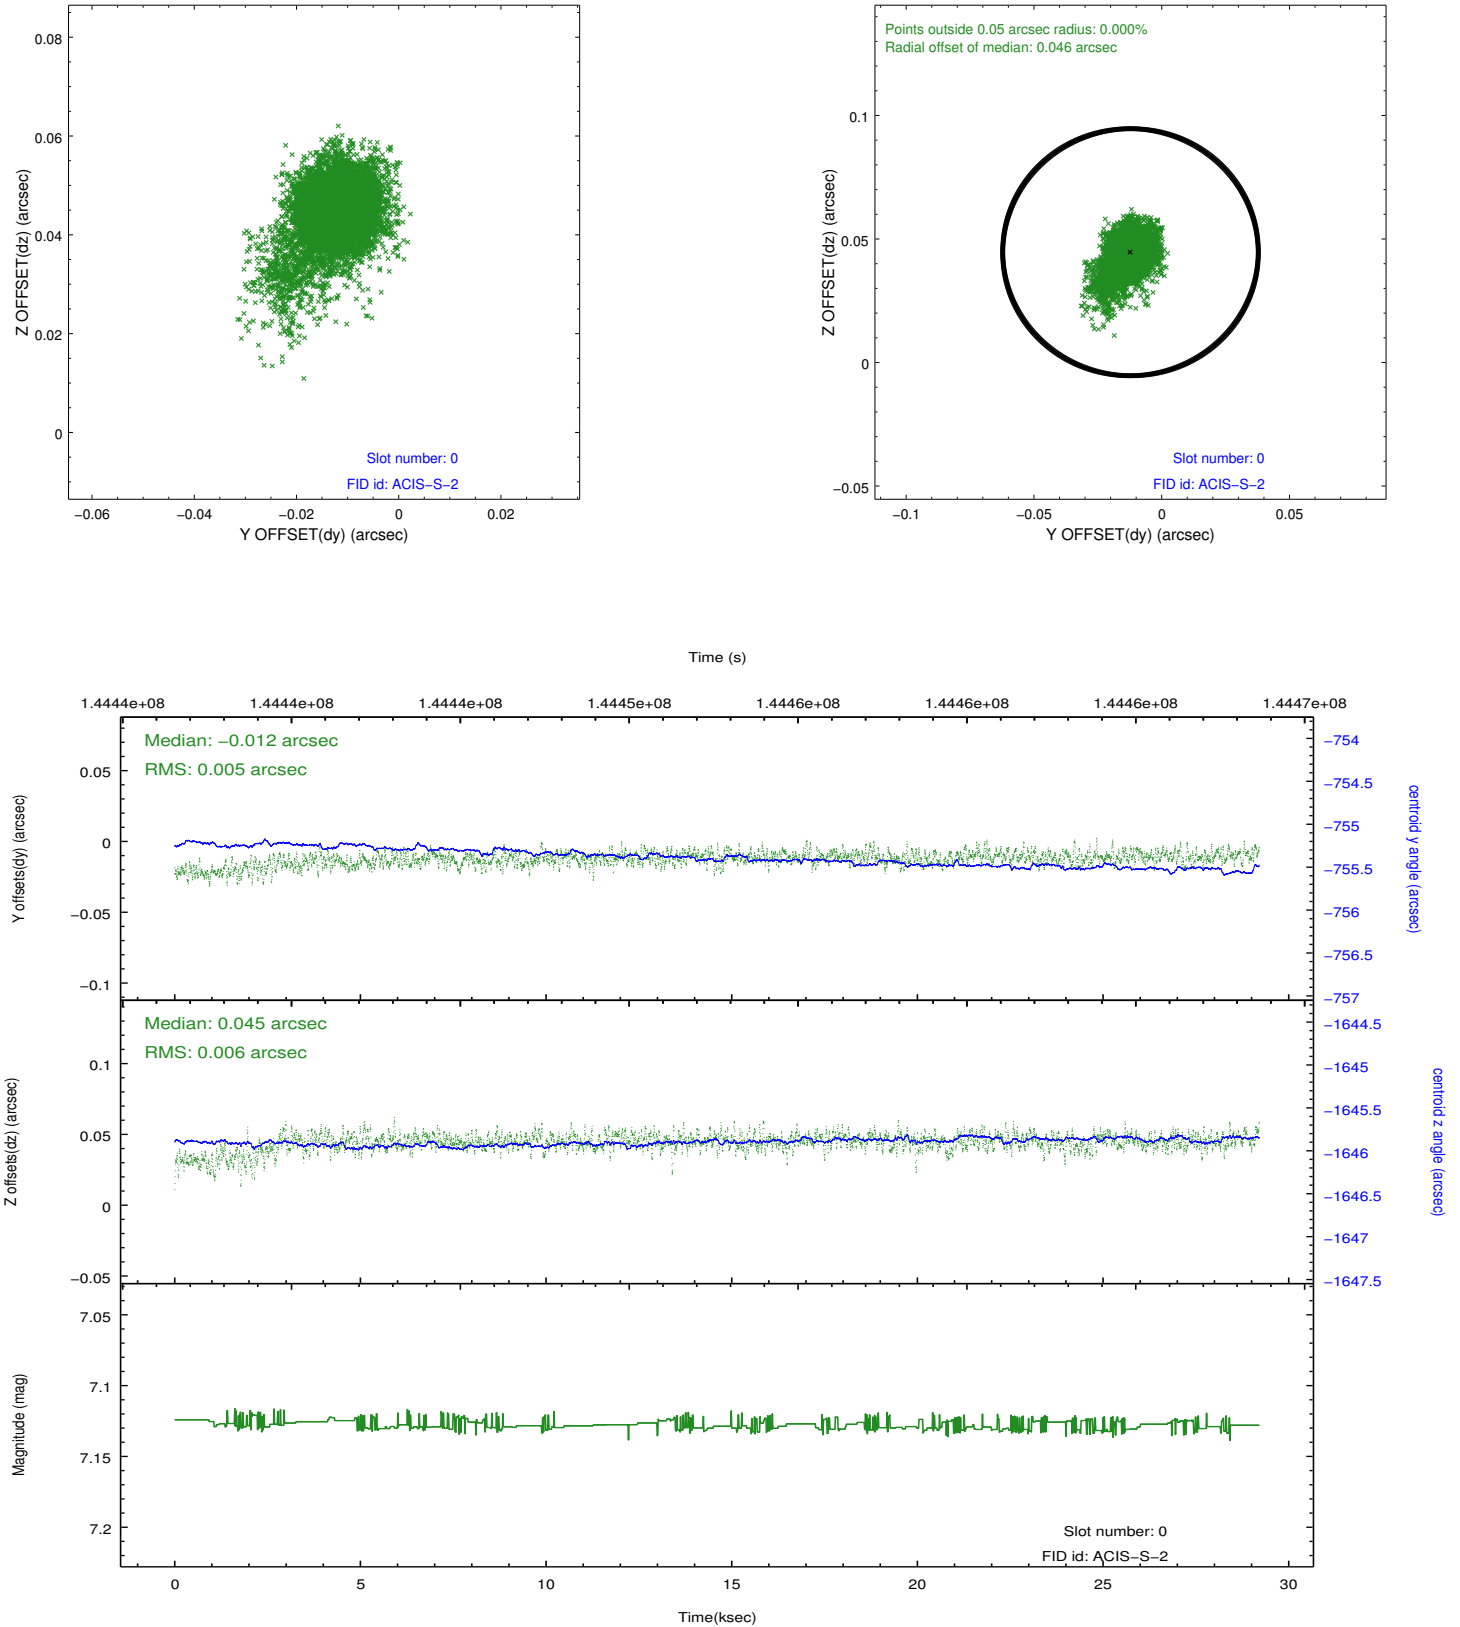 0.08
0.06
0.04
0.02
0
−0.06 −0.04 −0.02 0 0.02
Z OFFSET(dz) (arcsec)
Y OFFSET(dy) (arcsec)
Slot number: 0
FID id: ACIS−S−2
Points outside 0.05 arcsec radius: 0.000%
Radial offset of median: 0.046 arcsec
0.1
0.05
0
−0.05
−0.1 −0.05 0 0.05
Z OFFSET(dz) (arcsec)
Y OFFSET(dy) (arcsec)
Slot number: 0
FID id: ACIS−S−2
Time (s)
1.4444e+08 1.4444e+08 1.4444e+08 1.4445e+08 1.4446e+08 1.4446e+08 1.4446e+08 1.4447e+08
Median: −0.012 arcsec
RMS: 0.005 arcsec
0.05
0
−0.05
−0.1
Y offsets(dy) (arcsec)
−754
−754.5
−755
−755.5
−756
−756.5
−757
centroid y angle (arcsec)
Median: 0.045 arcsec
RMS: 0.006 arcsec
0.1
0.05
0
−0.05
Z offsets(dz) (arcsec)
−1644.5
−1645
−1645.5
−1646
−1646.5
−1647
−1647.5
centroid z angle (arcsec)
7.05
7.1
7.15
7.2
Magnitude (mag)
Slot number: 0
FID id: ACIS−S−2
0 5 10 15 20 25 30
Time(ksec)